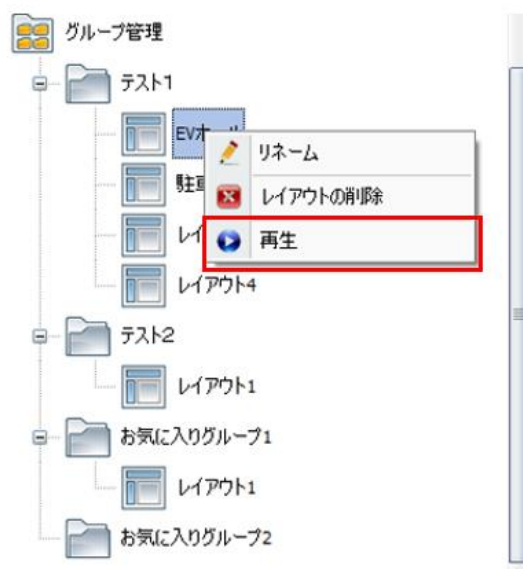 グループ管理
テスト1
リネーム
レイアウトの削除
再生
レイアウト4
テスト2
レイアウト1
お気に入りグループ1
レイアウト1
お気に入りグループ2